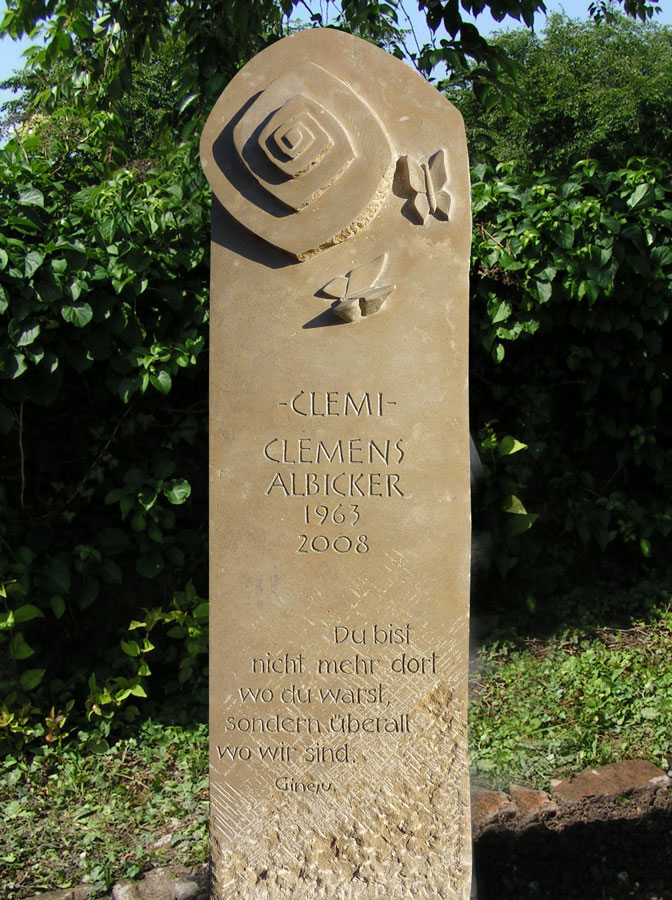 -CLEMI-
CLEMENS
ALBICKER
1963
2008
Du bist
nicht mehr dort
wo du warst,
sondern überall
wo wir sind.